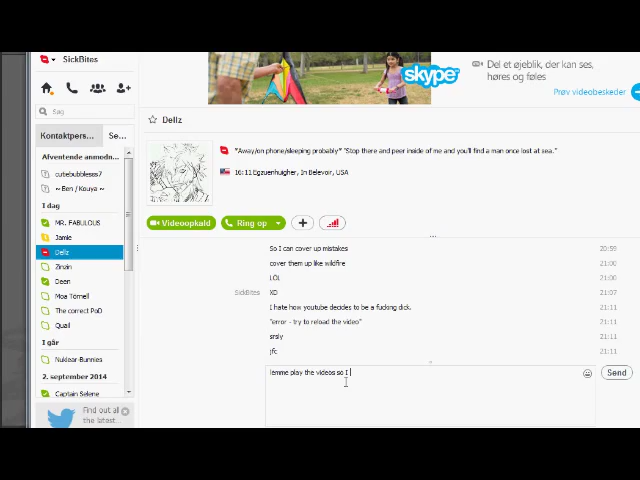 SickBites
Søg
Kontaktpers...
Se...
Afventende anmodn...
cutiebubbleses7
~ Ben / Kouya ~
I dag
MR. FABULOUS
Jamie
Dellz
Zinzin
Deen
Moa Törnell
The correct PoD
Quail
I går
Nuklear-Bunnies
2. september 2014
Captain Selene
Find out all
the latest...
skype
Del et øjeblik, der kan ses,
høres og føles
Prøv videobeskeder
Dellz
*Away/on phone/sleeping probably* "Stop there and peer inside of me and you'll find a man once lost at sea."
16:11 Egzuenhuigher, In Belevoir, USA
Videoopkald
Ring op
So I can cover up mistakes 20:59
cover them up like wildfire 21:00
LOL 21:00
SickBites XD 21:07
I hate how youtube decides to be a fucking dick. 21:11
"error - try to reload the video" 21:11
srsly 21:11
jfc 21:11
lemme play the videos so I
Send